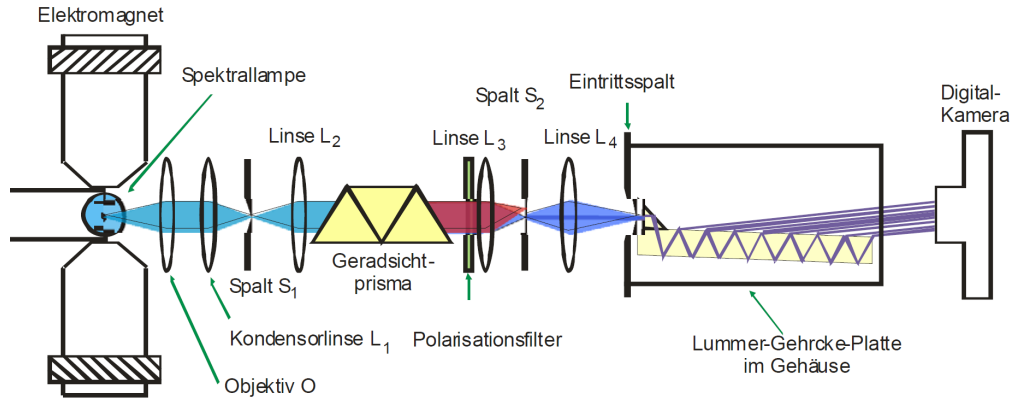 Elektromagnet
Spektrallampe
Linse L2
Spalt S1
Kondensorlinse L1
Objektiv O
Geradsicht-
prisma
Linse L3
Polarisationsfilter
Spalt S2
Linse L4
Eintrittsspalt
Lummer-Gehrcke-Platte
im Gehäuse
Digital-
Kamera